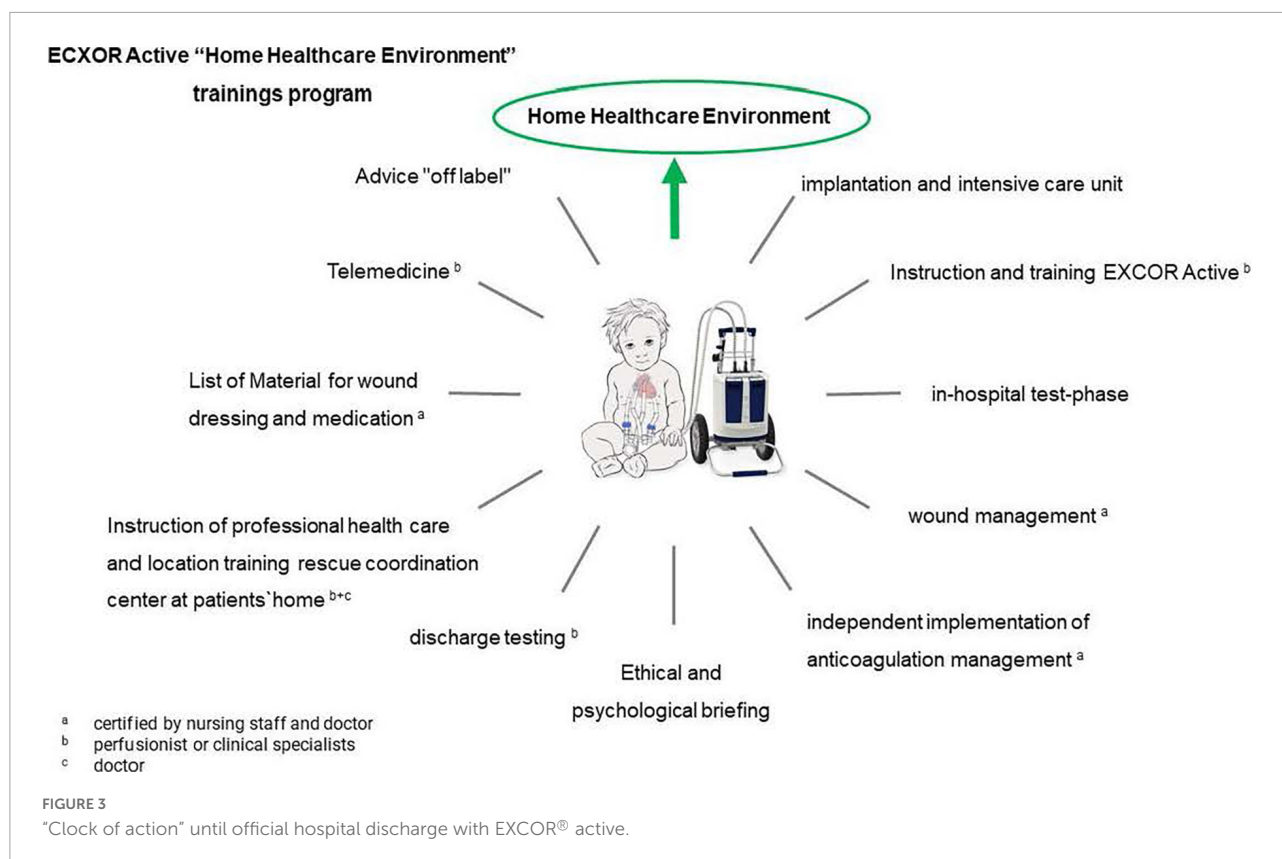 ECXOR Active “Home Healthcare Environment”
trainings program
Home Healthcare Environment
implantation and intensive care unit
Instruction and training EXCOR Active ᵇ
in-hospital test-phase
wound management ᵃ
independent implementation of
anticoagulation management ᵃ
Ethical and
psychological briefing
discharge testing ᵇ
Instruction of professional health care
and location training rescue coordination
center at patients`home ᵇ⁺ᶜ
List of Material for wound
dressing and medication ᵃ
Telemedicine ᵇ
Advice "off label"
ᵃ certified by nursing staff and doctor
ᵇ perfusionist or clinical specialists
ᶜ doctor
FIGURE 3
“Clock of action” until official hospital discharge with EXCOR® active.